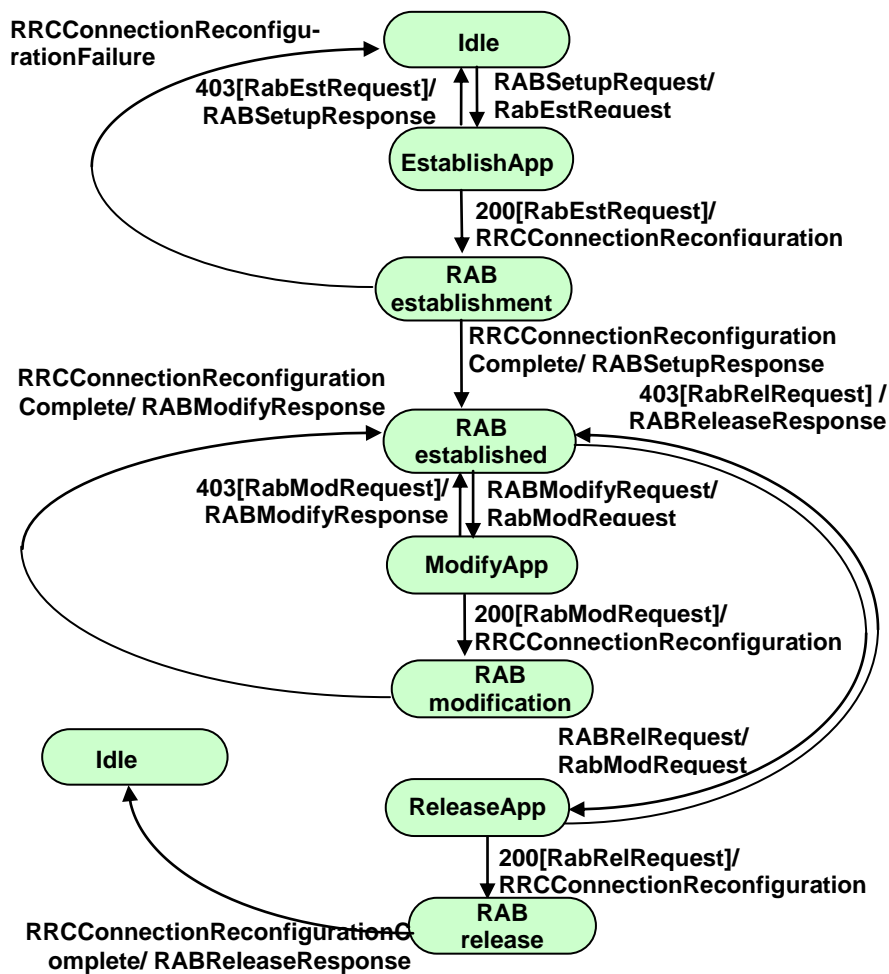 RRCConnectionReconfigu-
rationFailure
Idle
403[RabEstRequest]/
RABSetupResponse
RABSetupRequest/
RabEstRequest
EstablishApp
200[RabEstRequest]/
RRCConnectionReconfiguration
RAB
establishment
RRCConnectionReconfiguration
Complete/ RABSetupResponse
RRCConnectionReconfiguration
Complete/ RABModifyResponse
403[RabRelRequest] /
RABReleaseResponse
RAB
established
403[RabModRequest]/
RABModifyResponse
RABModifyRequest/
RabModRequest
ModifyApp
200[RabModRequest]/
RRCConnectionReconfiguration
RAB
modification
RABRelRequest/
RabModRequest
Idle
ReleaseApp
200[RabRelRequest]/
RRCConnectionReconfiguration
RAB
release
RRCConnectionReconfigurationC
omplete/ RABReleaseResponse